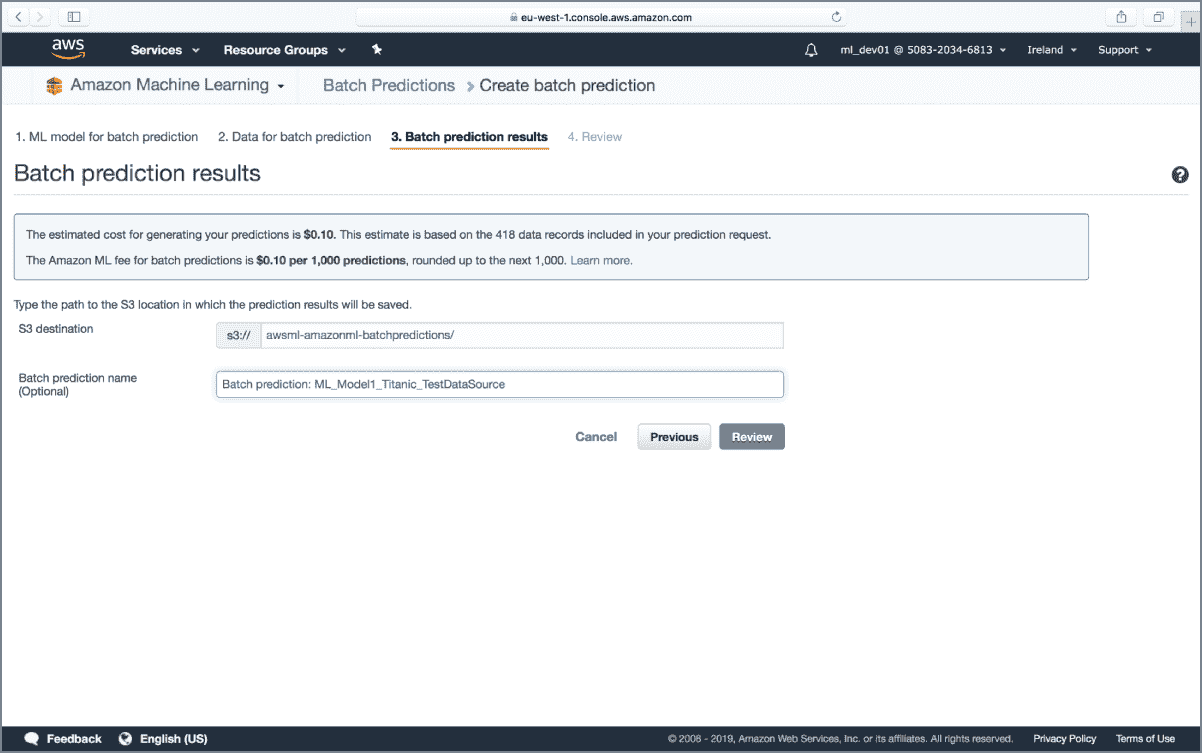 eu-west-1.console.aws.amazon.com
aws Services Resource Groups ml_dev01 @ 5083-2034-6813 Ireland Support
Amazon Machine Learning Batch Predictions Create batch prediction
1. ML model for batch prediction 2. Data for batch prediction 3. Batch prediction results 4. Review
Batch prediction results
?
The estimated cost for generating your predictions is $0.10. This estimate is based on the 418 data records included in your prediction request.
The Amazon ML fee for batch predictions is $0.10 per 1,000 predictions, rounded up to the next 1,000. Learn more.
Type the path to the S3 location in which the prediction results will be saved.
S3 destination s3:// awsml-amazonml-batchpredictions/
Batch prediction name Batch prediction: ML_Model1_Titanic_TestDataSource
(Optional)
Cancel Previous Review
Feedback English (US) © 2008 - 2019, Amazon Web Services, Inc. or its affiliates. All rights reserved. Privacy Policy Terms of Use